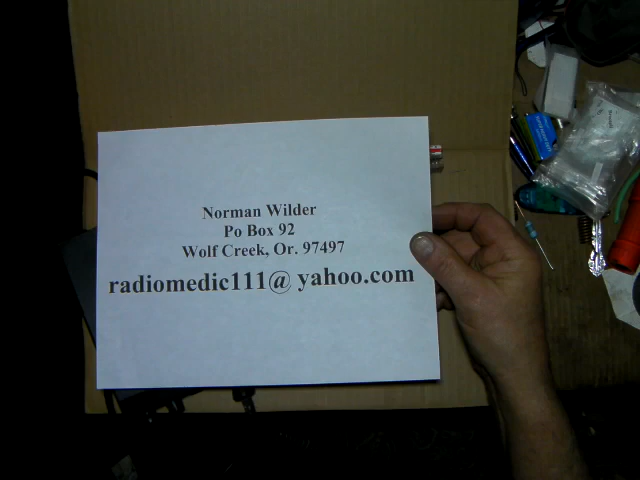 Norman Wilder
Po Box 92
Wolf Creek, Or. 97497
radiomedic111@ yahoo.com